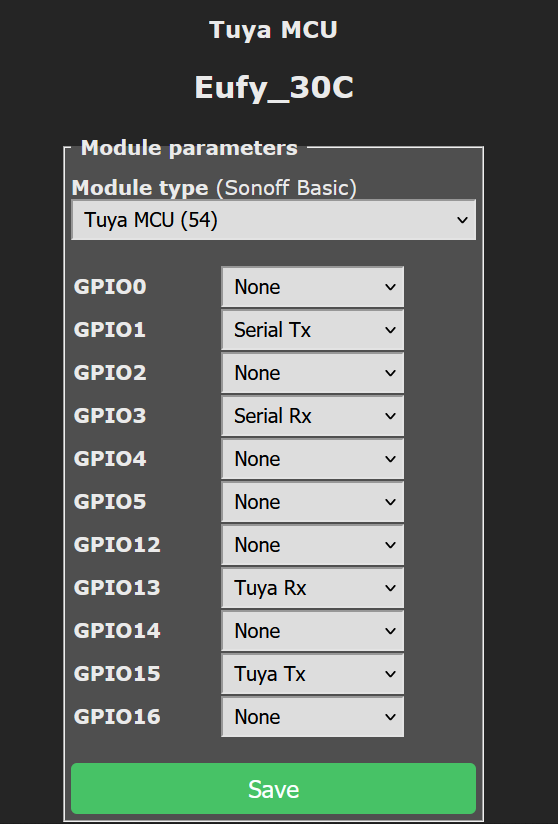 Tuya MCU
Eufy_30C
Module parameters
Module type (Sonoff Basic)
Tuya MCU (54)
GPIO0 None
GPIO1 Serial Tx
GPIO2 None
GPIO3 Serial Rx
GPIO4 None
GPIO5 None
GPIO12 None
GPIO13 Tuya Rx
GPIO14 None
GPIO15 Tuya Tx
GPIO16 None
Save